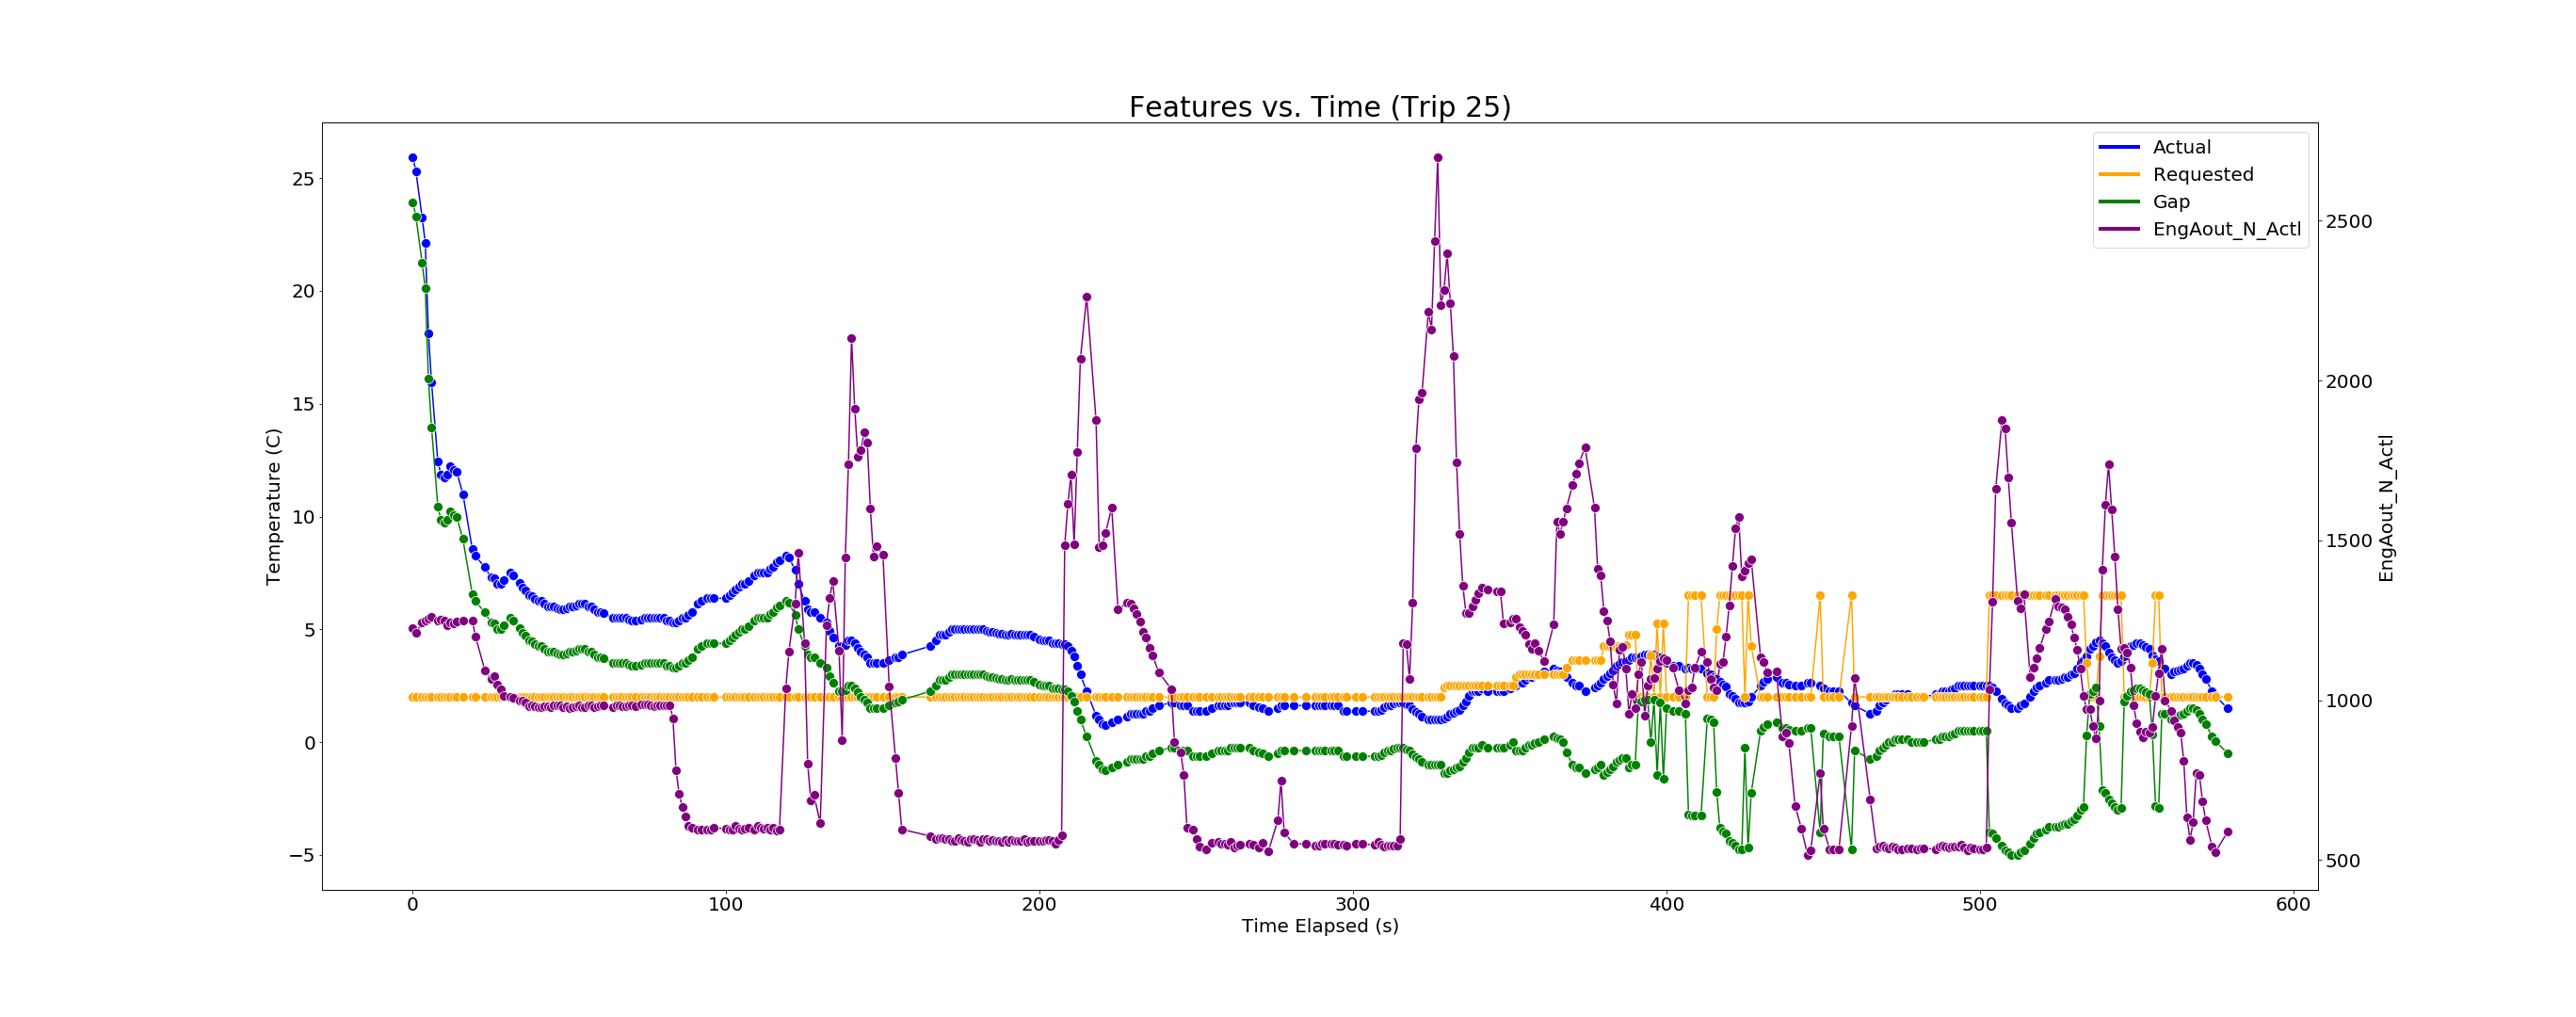 Features vs. Time (Trip 25)
Actual
Requested
Gap
EngAout_N_Actl
25
20
15
10
5
0
−5
Temperature (C)
2500
2000
1500
1000
500
EngAout_N_Actl
0 100 200 300 400 500 600
Time Elapsed (s)